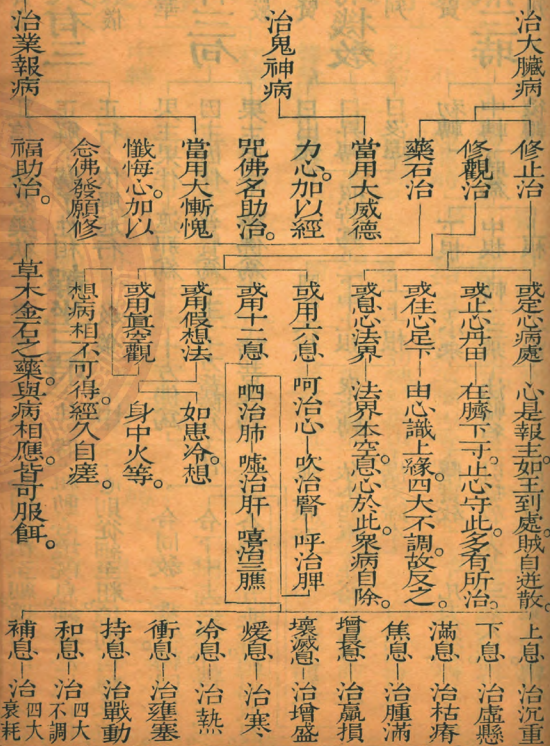 治大臟病
治鬼神病
治業報病
修止治
修觀治
藥石治
當用大威德
力心。加以經
咒佛名助治。
當用大慚愧
懺悔心。加以
念佛發願修
福助治。
或定心病處 心是報主如王到處賊自迸散。
或止心丹田 在臍下寸。止心守此。多有所治。
或住心足下 由心識上緣。四大不調。故反之。
或息心法界 法界本空。息心於此。衆病自除。
或用六息 呵治心 吹治腎 呼治脾
或用十二息 呬治肺 噓治肝 嘻治三膲
或用假想法 如患冷想
或用眞空觀 身中火等。
想病相不可得。經久自瘥。
草木金石之藥。與病相應。皆可服餌。
上息 治沉重
下息 治虛懸
滿息 治枯瘠
焦息 治腫滿
增長息 治羸損
壞滅息 治增盛
煖息 治寒
冷息 治熱
衝息 治壅塞
持息 治戰動
和息 治四大不調
補息 治四大衰耗